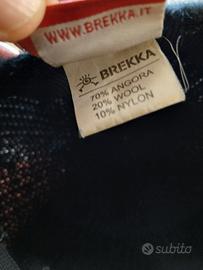 WWW.BREKKA.IT
BREKKA
70% ANGORA
20% WOOL
10% NYLON
subito